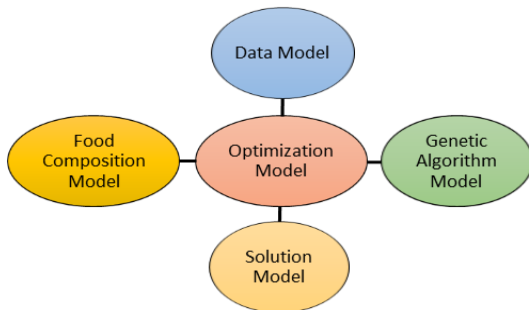 Data Model
Food
Composition
Model
Optimization
Model
Genetic
Algorithm
Model
Solution
Model